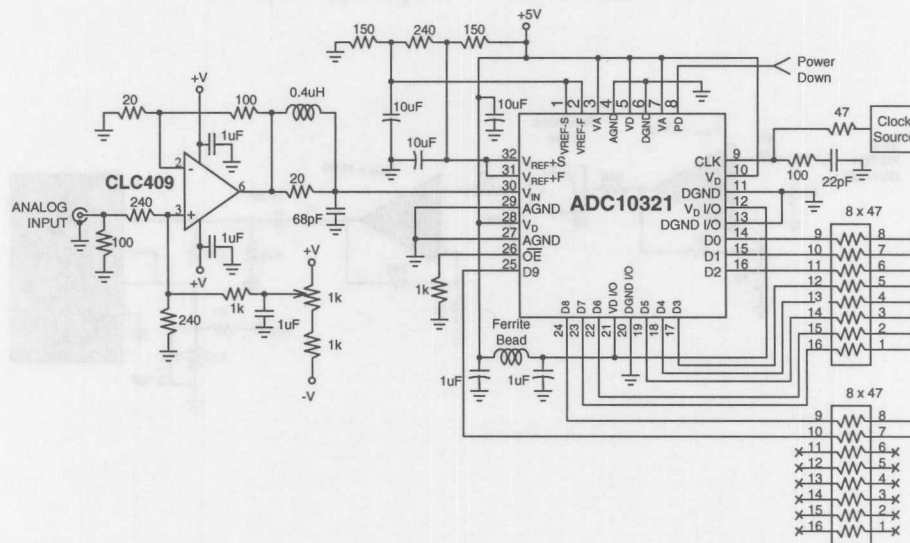 +5V
150
240
150
Power
Down
20
+V
100
0.4uH
10uF
10uF
10uF
1uF
1
2
3
4
5
6
7
8
VREF-S
VREF-F
VA
AGND
VD
DGND
VA
PD
47
Clock
Source
2
-
CLC409
6
3
+
20
68pF
1uF
+V
ANALOG
INPUT
240
100
240
1k
1uF
+V
1k
1k
-V
32
31
30
29
28
27
26
25
VREF+S
VREF+F
VIN
AGND
VD
AGND
OE
D9
ADC10321
CLK
VD
DGND
VD I/O
DGND I/O
D0
D1
D2
9
10
11
12
13
14
15
16
100
22pF
1k
D8
D7
D6
VD I/O
DGND I/O
D5
D4
D3
24
23
22
21
20
19
18
17
Ferrite
Bead
1uF
1uF
8 x 47
9 8
10 7
11 6
12 5
13 4
14 3
15 2
16 1
8 x 47
9 8
10 7
11 6
12 5
13 4
14 3
15 2
16 1